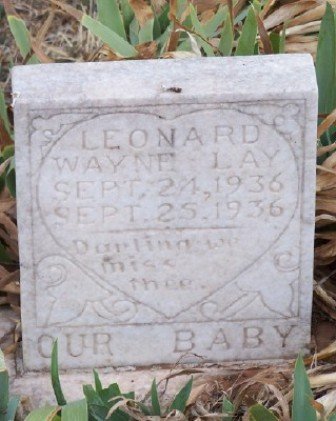 LEONARD
WAYNE LAY
SEPT. 24, 1936
SEPT. 25, 1936
Darling we
miss
thee.
OUR BABY